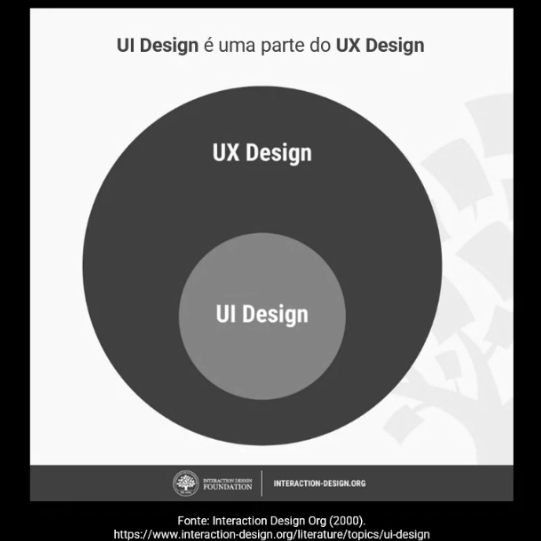 UI Design é uma parte do UX Design
UX Design
UI Design
INTERACTION DESIGN
FOUNDATION
INTERACTION-DESIGN.ORG
Fonte: Interaction Design Org (2000).
https://www.interaction-design.org/literature/topics/ui-design